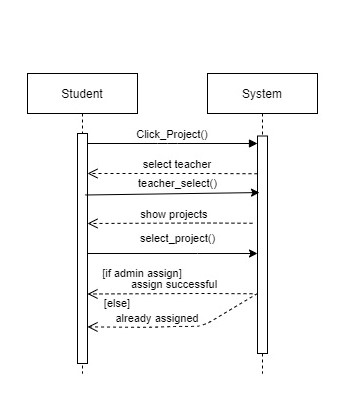 Student
System
Click_Project()
select teacher
teacher_select()
show projects
select_project()
[if admin assign]
assign successful
[else]
already assigned